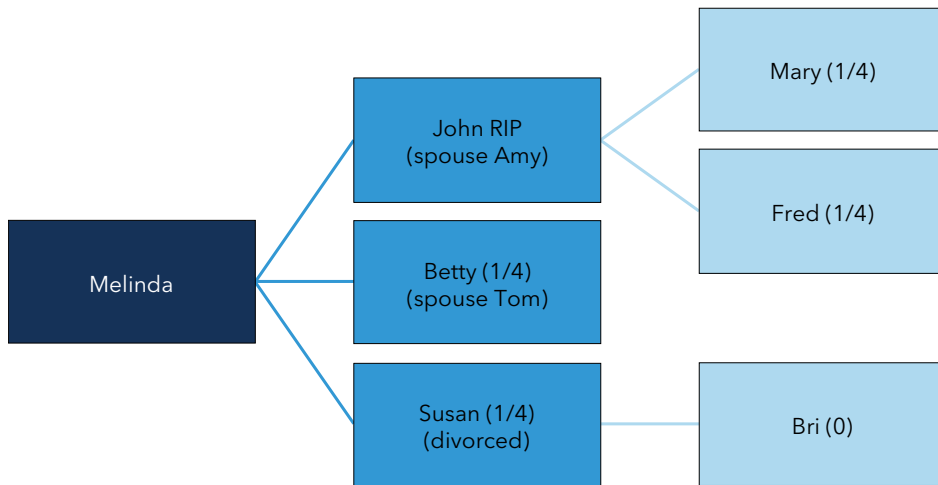 Melinda
John RIP
(spouse Amy)
Betty (1/4)
(spouse Tom)
Susan (1/4)
(divorced)
Mary (1/4)
Fred (1/4)
Bri (0)